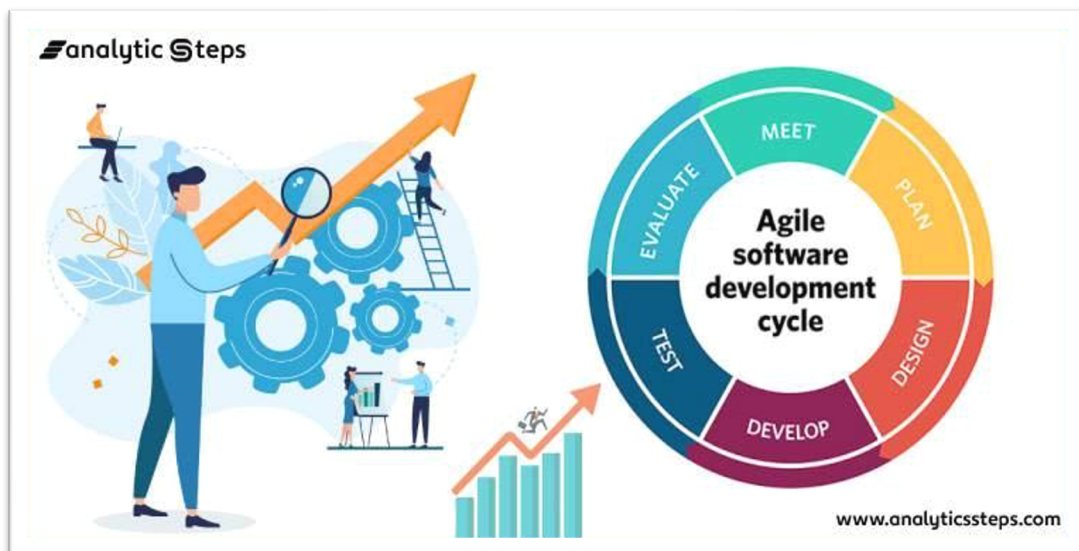 analytic Steps
MEET
PLAN
DESIGN
DEVELOP
TEST
EVALUATE
Agile
software
development
cycle
www.analyticssteps.com